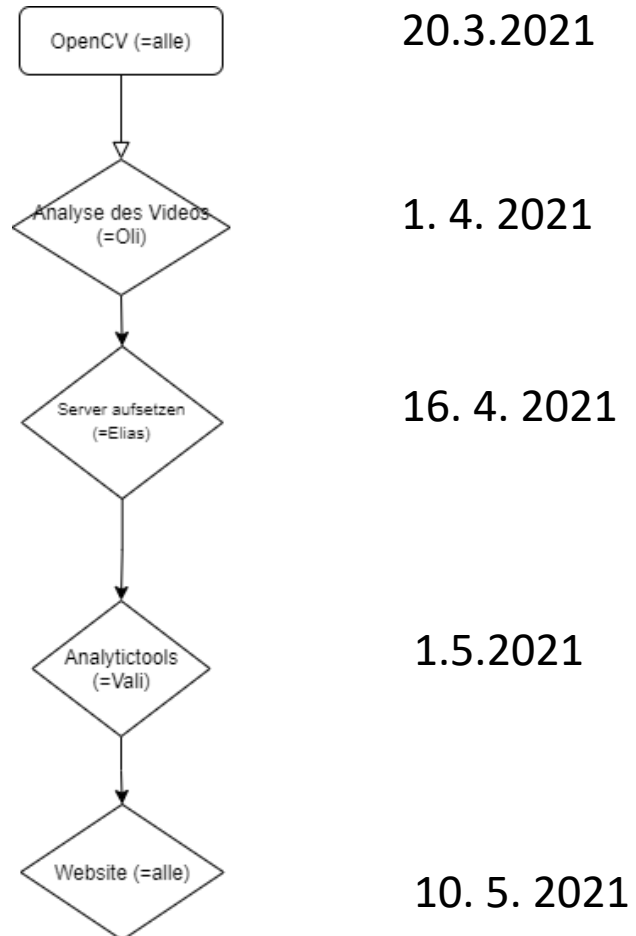 OpenCV (=alle)
20.3.2021
Analyse des Videos
(=Oli)
1. 4. 2021
Server aufsetzen
(=Elias)
16. 4. 2021
Analytictools
(=Vali)
1.5.2021
Website (=alle)
10. 5. 2021